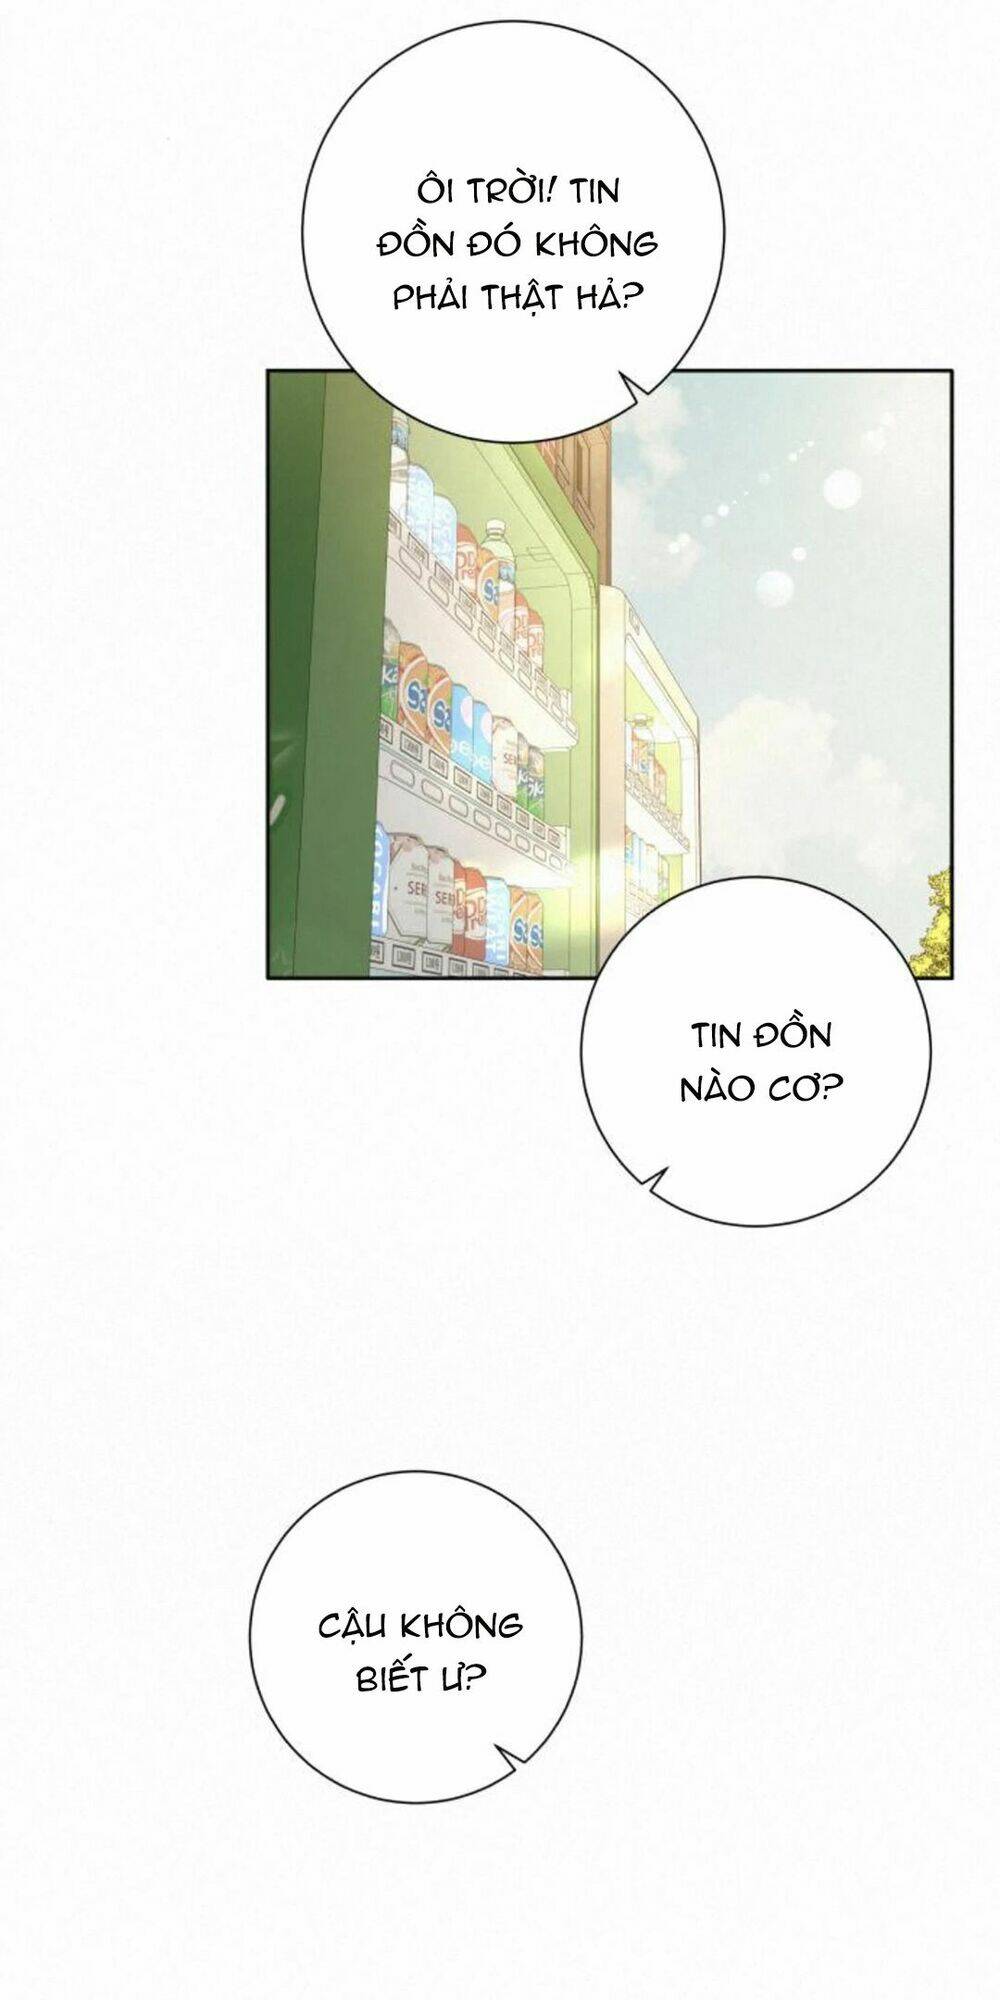 ÔI TRỜI! TIN
ĐỒN ĐÓ KHÔNG
PHẢI THẬT HẢ?
TIN ĐỒN
NÀO CƠ?
CẬU KHÔNG
BIẾT Ư?